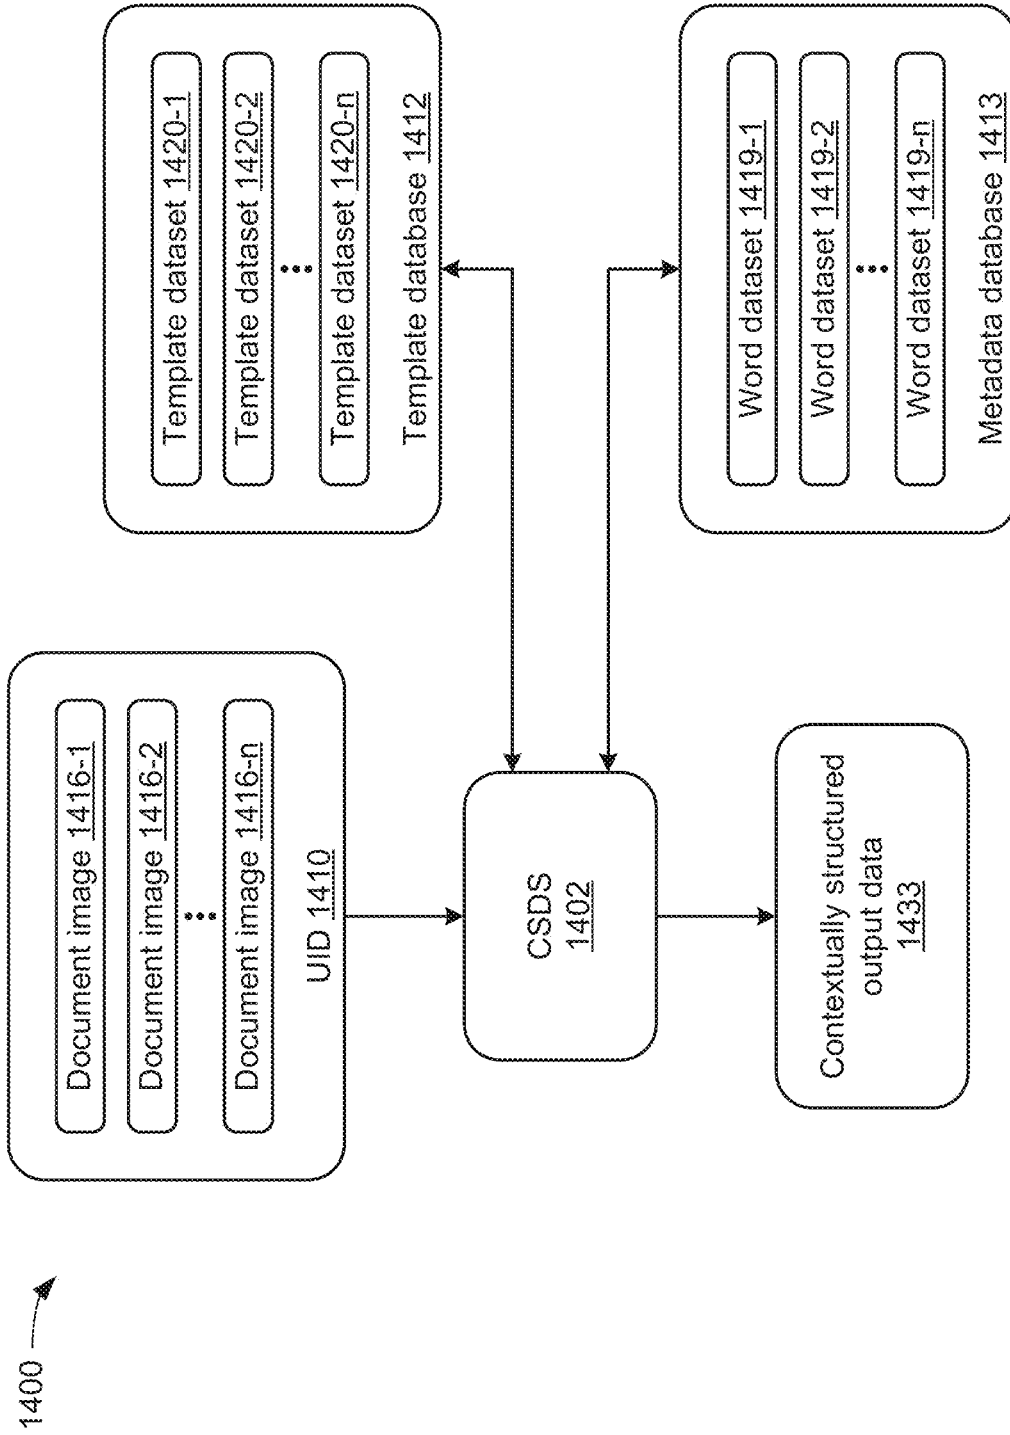 1400
Document image 1416-1
Document image 1416-2
Document image 1416-n
UID 1410
Template dataset 1420-1
Template dataset 1420-2
Template dataset 1420-n
Template database 1412
CSDS
1402
Contextually structured
output data
1433
Word dataset 1419-1
Word dataset 1419-2
Word dataset 1419-n
Metadata database 1413